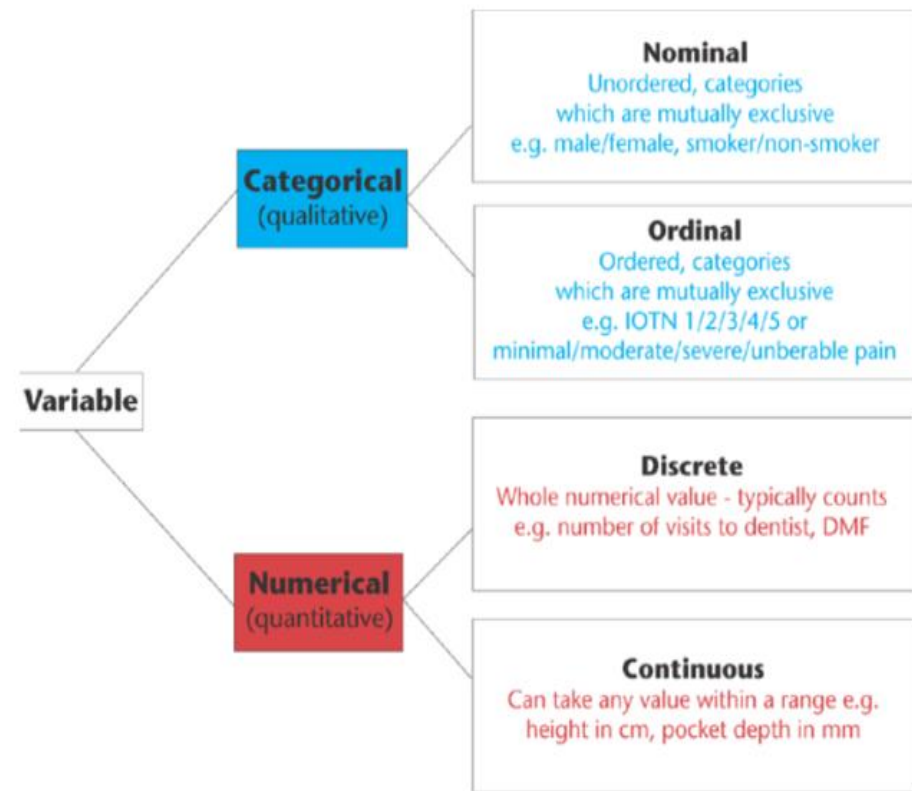 Nominal
Unordered, categories
which are mutually exclusive
e.g. male/female, smoker/non-smoker
Categorical
(qualitative)
Ordinal
Ordered, categories
which are mutually exclusive
e.g. IOTN 1/2/3/4/5 or
minimal/moderate/severe/unberable pain
Variable
Discrete
Whole numerical value - typically counts
e.g. number of visits to dentist, DMF
Numerical
(quantitative)
Continuous
Can take any value within a range e.g.
height in cm, pocket depth in mm